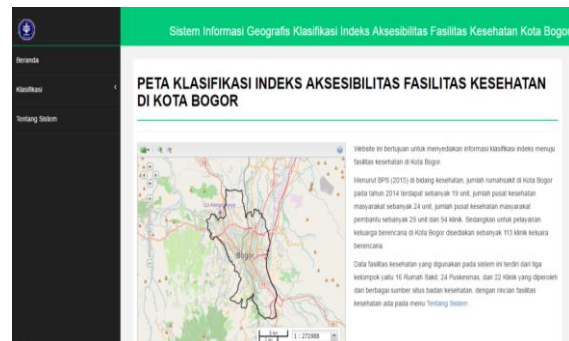 Sistem Informasi Geografis Klasifikasi Indeks Aksesibilitas Fasilitas Kesehatan Kota Bogor
Beranda
Klasifikasi
Tentang Sistem
PETA KLASIFIKASI INDEKS AKSESIBILITAS FASILITAS KESEHATAN
DI KOTA BOGOR
Website ini bertujuan untuk menyediakan informasi klasifikasi indeks menuju
fasilitas kesehatan di Kota Bogor.
Menurut BPS (2015) di bidang kesehatan, jumlah rumahsakit di Kota Bogor
pada tahun 2014 terdapat sebanyak 19 unit, jumlah pusat kesehatan
masyarakat sebanyak 24 unit, jumlah pusat kesehatan masyarakat
pembantu sebanyak 29 unit dan 94 klinik. Sedangkan untuk pelayanan
keluarga berencana di Kota Bogor disediakan sebanyak 113 klinik keluara
berencana.
Data fasilitas kesehatan yang digunakan pada sistem ini terdiri dari tiga
kelompok yaitu 16 Rumah Sakit, 24 Puskesmas, dan 22 Klinik yang diperoleh
dari berbagai sumber situs badan kesehatan, dengan rincian fasilitas
kesehatan ada pada menu Tentang Sistem.
Bogor
1 : 272988